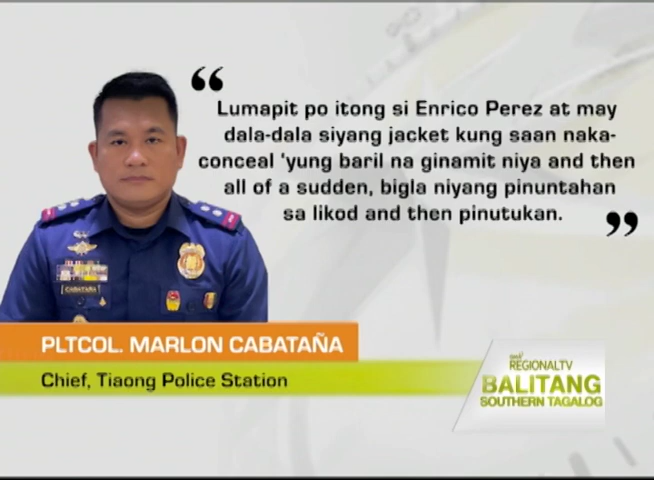 “
Lumapit po itong si Enrico Perez at may
dala-dala siyang jacket kung saan naka-
conceal ‘yung baril na ginamit niya and then
all of a sudden, bigla niyang pinuntahan
sa likod and then pinutukan.
”
CABATAÑA
PLTCOL. MARLON CABATAÑA
Chief, Tiaong Police Station
REGIONALTV
BALITANG
SOUTHERN TAGALOG